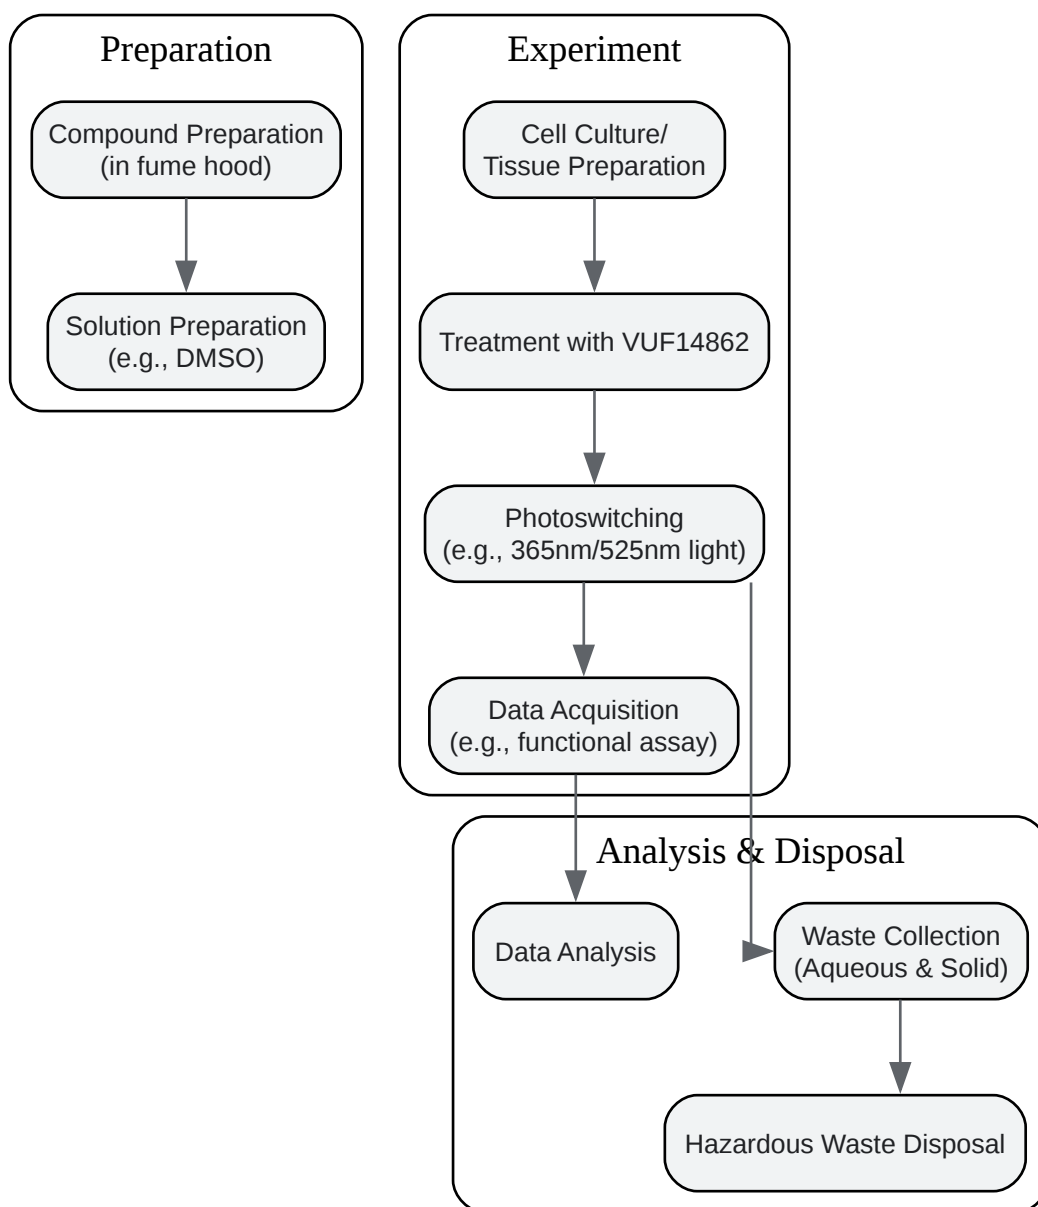 Preparation
Compound Preparation
(in fume hood)
Solution Preparation
(e.g., DMSO)
Experiment
Cell Culture/
Tissue Preparation
Treatment with VUF14862
Photoswitching
(e.g., 365nm/525nm light)
Data Acquisition
(e.g., functional assay)
Analysis & Disposal
Data Analysis
Waste Collection
(Aqueous & Solid)
Hazardous Waste Disposal